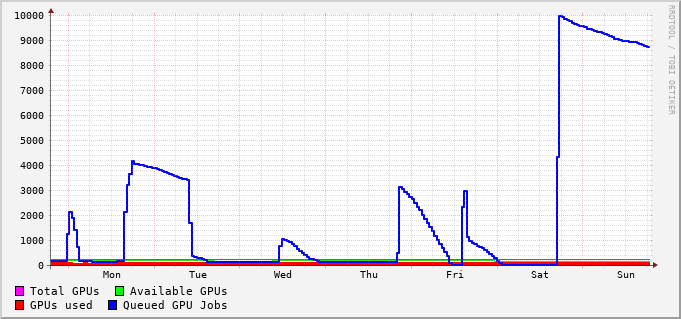 10000
9000
8000
7000
6000
5000
4000
3000
2000
1000
0
Mon Tue Wed Thu Fri Sat Sun
Total GPUs Available GPUs
GPUs used Queued GPU Jobs
RRDTOOL / TOBI OETIKER